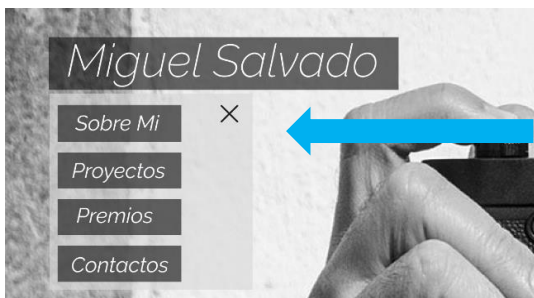 Miguel Salvado
Sobre Mi
Proyectos
Premios
Contactos